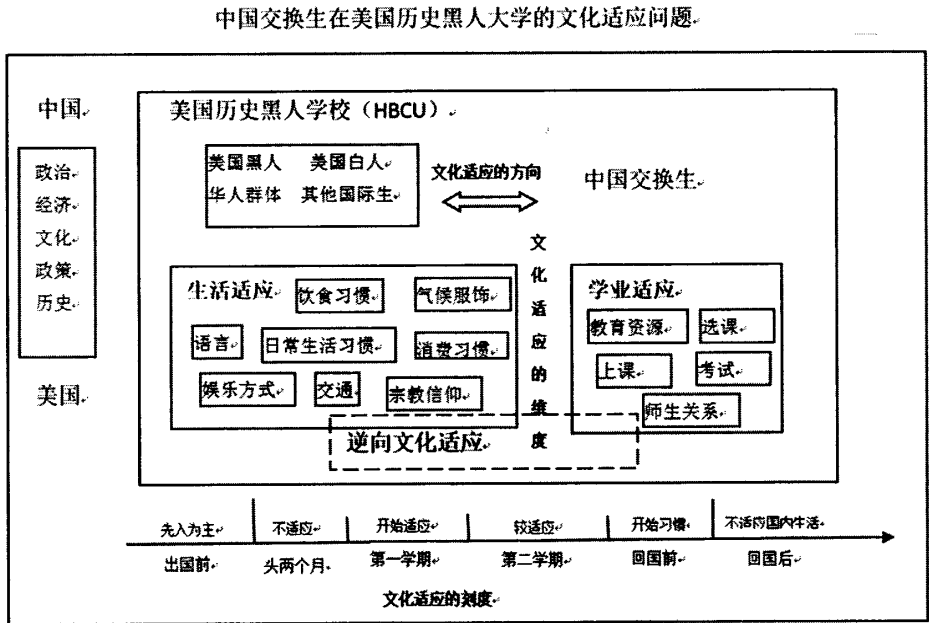 中国交换生在美国历史黑人大学的文化适应问题
中国
政治
经济
文化
政策
历史
美国
美国历史黑人学校（HBCU）
美国黑人 美国白人
华人群体 其他国际生
文化适应的方向
中国交换生
文化适应的维度
生活适应
饮食习惯
气候服饰
语言
日常生活习惯
消费习惯
娱乐方式
交通
宗教信仰
学业适应
教育资源
选课
上课
考试
师生关系
逆向文化适应
先入为主 不适应 开始适应 较适应 开始习惯 不适应国内生活
出国前 头两个月 第一学期 第二学期 回国前 回国后
文化适应的刻度